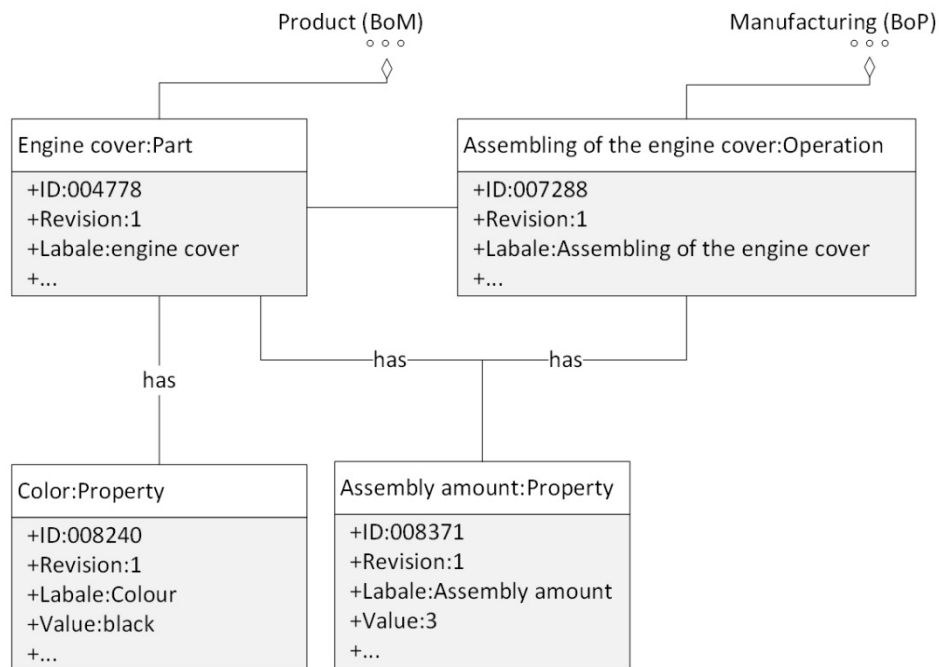 Product (BoM)
Manufacturing (BoP)
Engine cover:Part
+ID:004778
+Revision:1
+Labale:engine cover
+...
Assembling of the engine cover:Operation
+ID:007288
+Revision:1
+Labale:Assembling of the engine cover
+...
has
has
has
Color:Property
+ID:008240
+Revision:1
+Labale:Colour
+Value:black
+...
Assembly amount:Property
+ID:008371
+Revision:1
+Labale:Assembly amount
+Value:3
+...